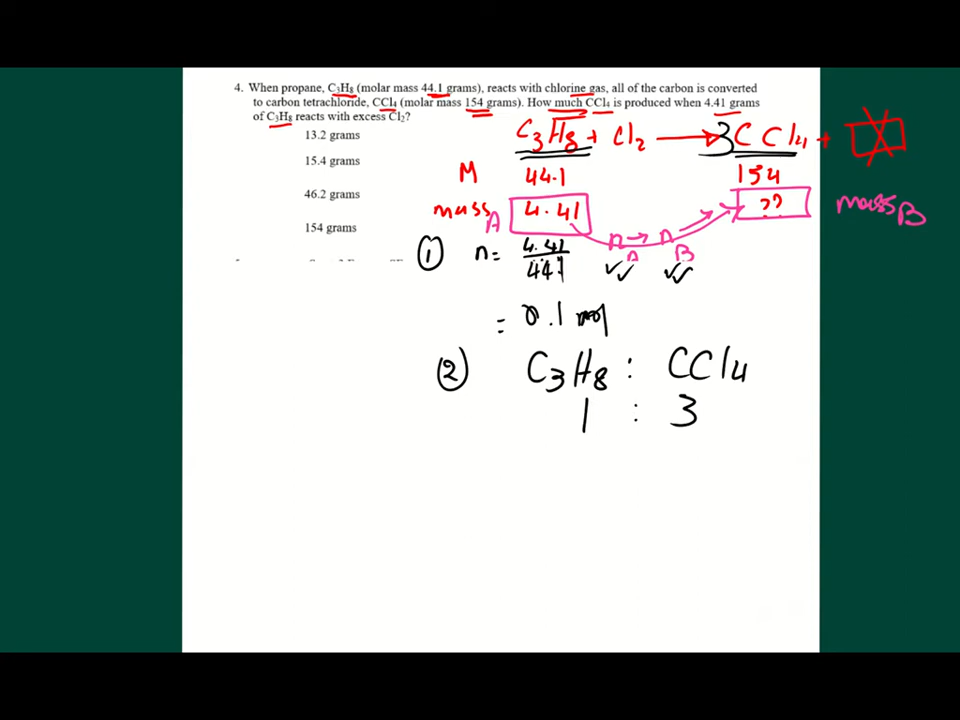 4. When propane, C₃H₈ (molar mass 44.1 grams), reacts with chlorine gas, all of the carbon is converted
to carbon tetrachloride, CCl₄ (molar mass 154 grams). How much CCl₄ is produced when 4.41 grams
of C₃H₈ reacts with excess Cl₂?
C₃H₈ + Cl₂ → 3 C Cl₄ +
13.2 grams
15.4 grams
M 44.1 154
46.2 grams
mass A 4.41 ?? mass B
n A → n B
154 grams
① n = 4.41
44.1
= 0.1 mol
② C₃H₈ : CCl₄
1 : 3